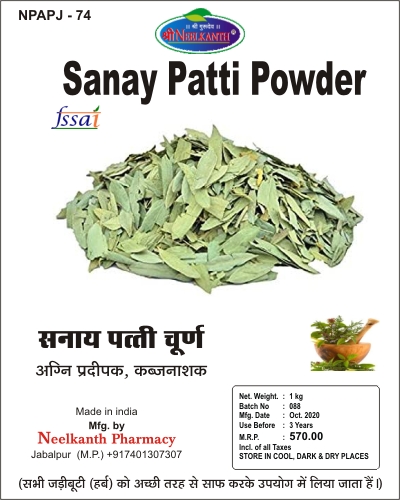 NPAPJ - 74
श्री गुरूदेव
श्री NEELKANTH
Sanay Patti Powder
fssai
सनाय पत्ती चूर्ण
अग्नि प्रदीपक, कब्जनाशक
Made in india
Mfg. by
Neelkanth Pharmacy
Jabalpur (M.P.) +917401307307
Net. Weight. : 1 kg
Batch No : 088
Mfg. Date : Oct. 2020
Use Before : 3 Years
M.R.P. : 570.00
Incl. of all Taxes
STORE IN COOL, DARK & DRY PLACES
(सभी जड़ीबूटी (हर्ब) को अच्छी तरह से साफ करके उपयोग में लिया जाता हैं।)